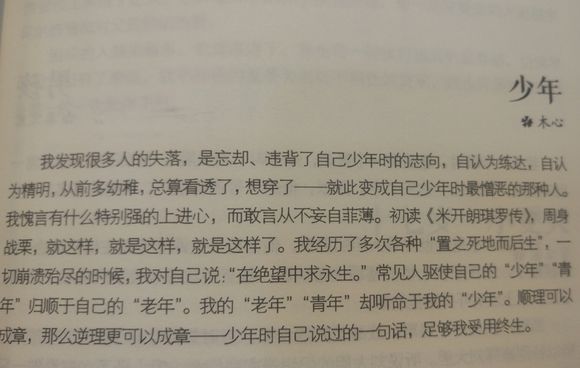 少年
木心
我发现很多人的失落，是忘却、违背了自己少年时的志向，自认为练达，自认
为精明，从前多幼稚，总算看透了，想穿了——就此变成自己少年时最憎恶的那种人。
我愧言有什么特别强的上进心，而敢言从不妄自菲薄。初读《米开朗琪罗传》，周身
战栗，就这样，就是这样，就是这样了。我经历了多次各种“置之死地而后生”，一
切崩溃殆尽的时候，我对自己说：“在绝望中求永生。”常见人驱使自己的“少年”“青
年”归顺于自己的“老年”。我的“老年”“青年”却听命于我的“少年”。顺理可以
成章，那么逆理更可以成章——少年时自己说过的一句话，足够我受用终生。